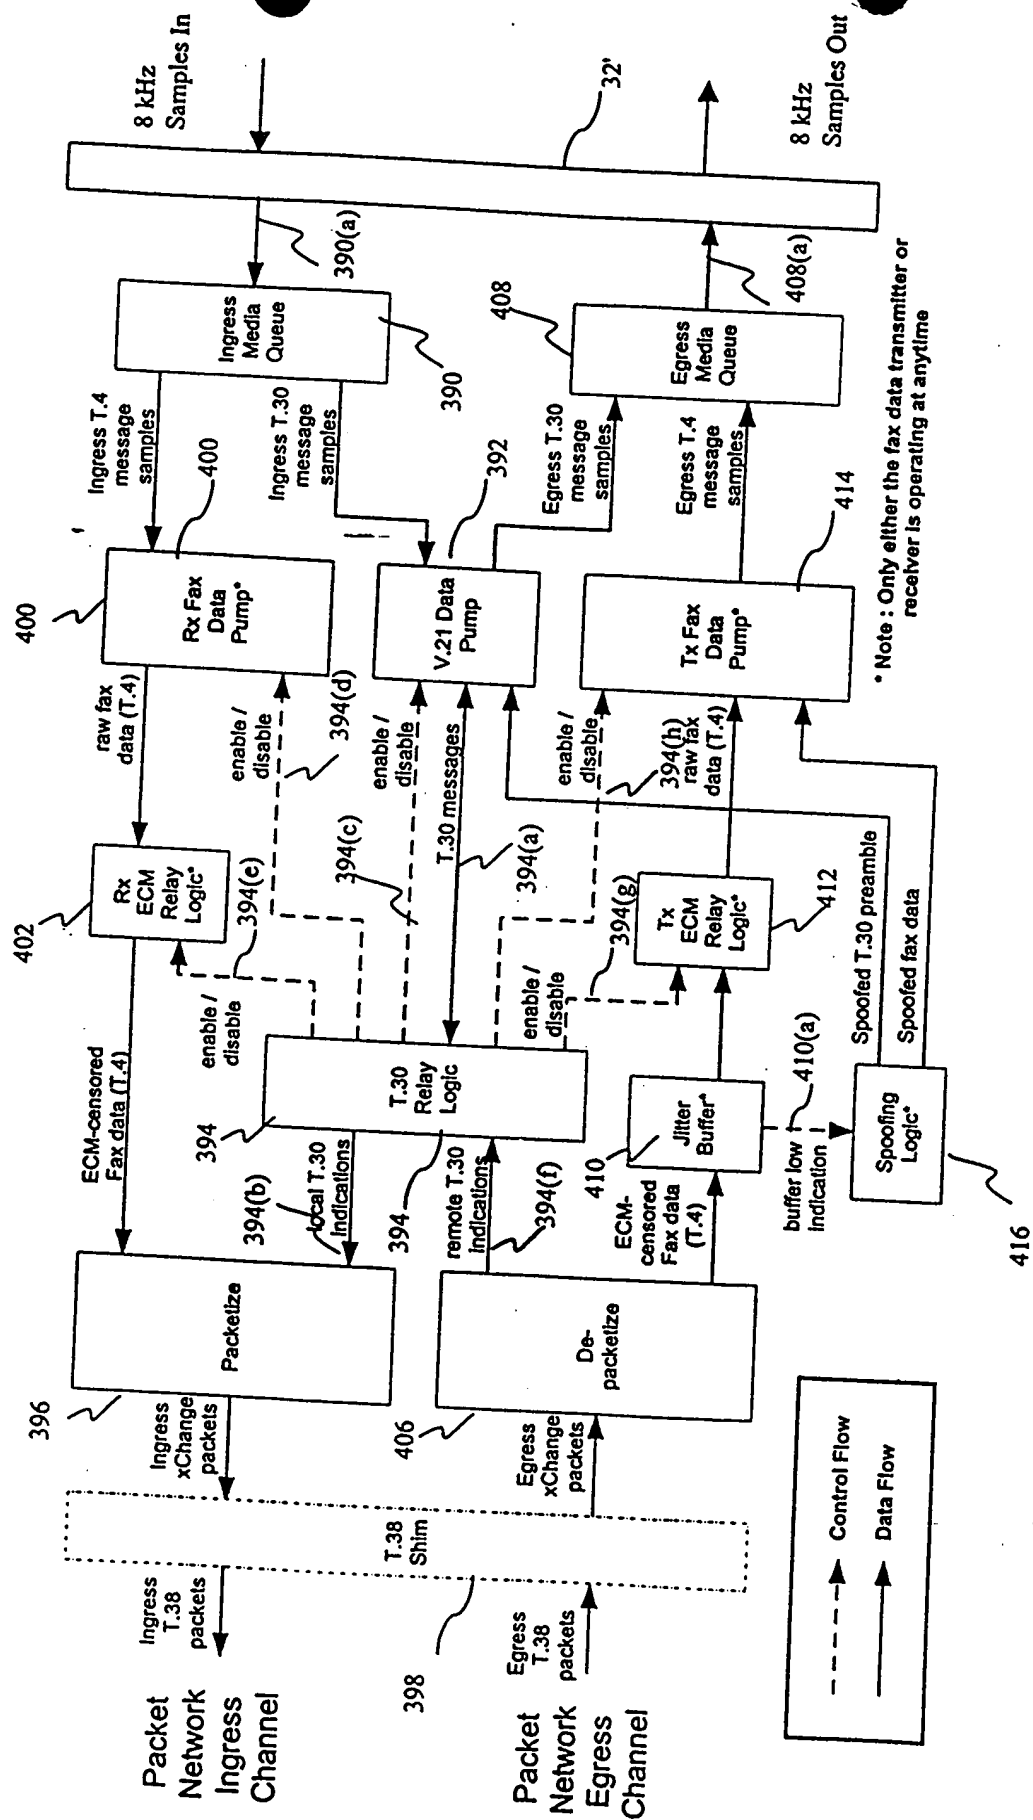 8 kHz
Samples In
8 kHz
Samples Out
32'
390(a)
408(a)
Ingress
Media
Queue
390
408
Egress
Media
Queue
Ingress T.4
message
samples
Ingress T.30
message
samples
Egress T.30
message
samples
Egress T.4
message
samples
400
400
Rx Fax
Data
Pump*
392
V.21 Data
Pump
414
Tx Fax
Data
Pump*
* Note : Only either the fax data transmitter or
receiver is operating at anytime
raw fax
data (T.4)
enable /
disable
394(d)
enable /
disable
T.30 messages
enable /
disable
394(h)
raw fax
data (T.4)
402
Rx
ECM
Relay
Logic*
394(e)
394(c)
394(a)
394(g)
Tx
ECM
Relay
Logic*
412
enable /
disable
enable /
disable
Spoofed T.30 preamble
Spoofed fax data
ECM-censored
Fax data (T.4)
394
T.30
Relay
Logic
394
410
Jitter
Buffer*
410(a)
buffer low
indication
Spoofing
Logic*
416
394(b)
local T.30
indications
remote T.30
indications
394(f)
ECM-
censored
Fax data
(T.4)
396
Packetize
406
De-
packetize
Ingress
xChange
packets
Egress
xChange
packets
T.38
Shim
398
Ingress
T.38
packets
Egress
T.38
packets
Packet
Network
Ingress
Channel
Packet
Network
Egress
Channel
Control Flow
Data Flow